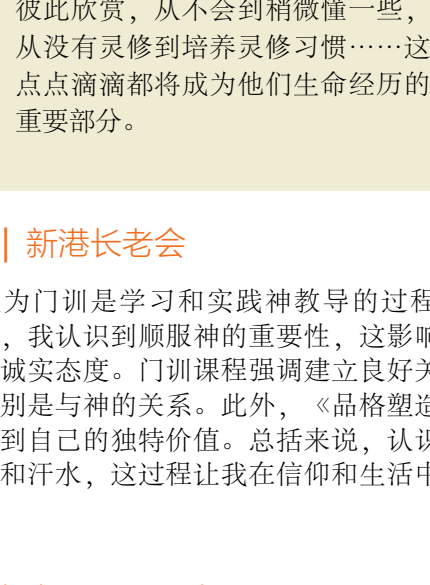 彼此欣赏，从不会到稍微懂一些，
从没有灵修到培养灵修习惯……这
点点滴滴都将成为他们生命经历的
重要部分。
新港长老会
为门训是学习和实践神教导的过程
，我认识到顺服神的重要性，这影响
诚实态度。门训课程强调建立良好关
别是与神的关系。此外，《品格塑造
到自己的独特价值。总括来说，认识
和汗水，这过程让我在信仰和生活中